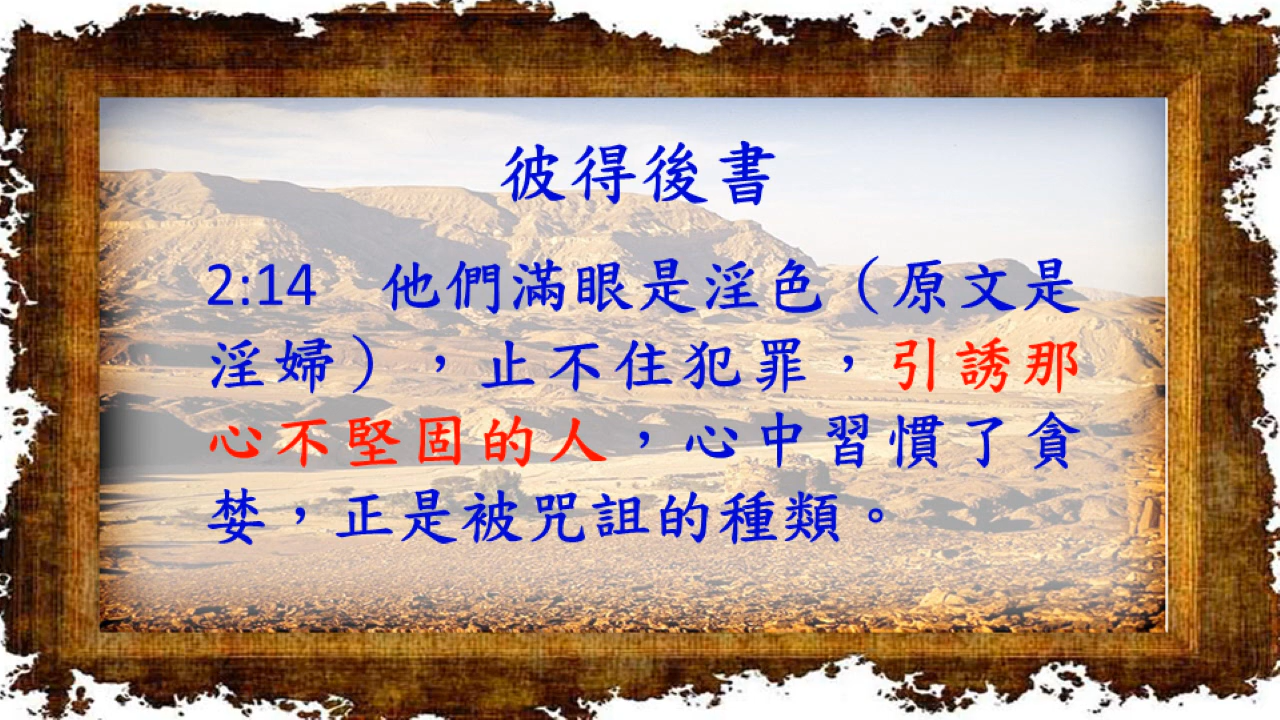 彼得後書
2:14　他們滿眼是淫色（原文是
淫婦），止不住犯罪，引誘那
心不堅固的人，心中習慣了貪
婪，正是被咒詛的種類。